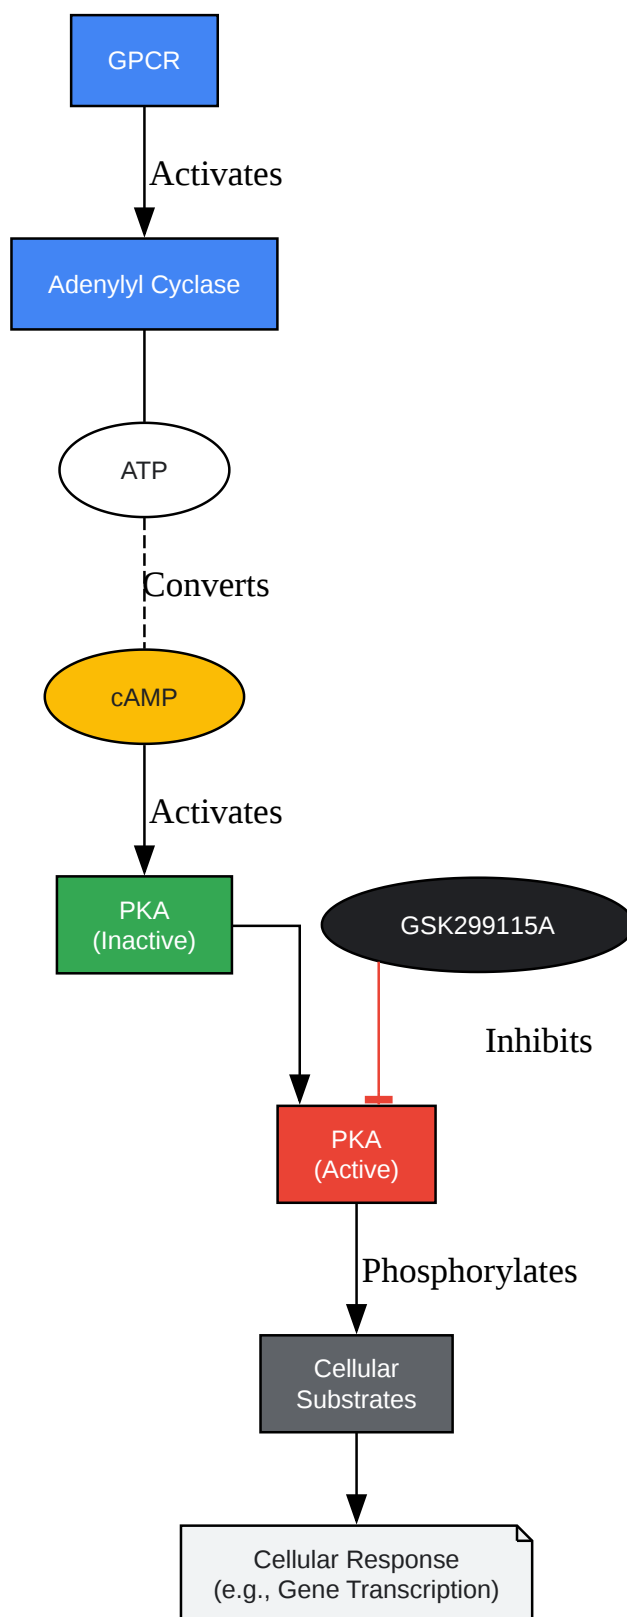 GPCR
Activates
Adenylyl Cyclase
ATP
Converts
cAMP
Activates
PKA
(Inactive)
GSK299115A
Inhibits
PKA
(Active)
Phosphorylates
Cellular
Substrates
Cellular Response
(e.g., Gene Transcription)